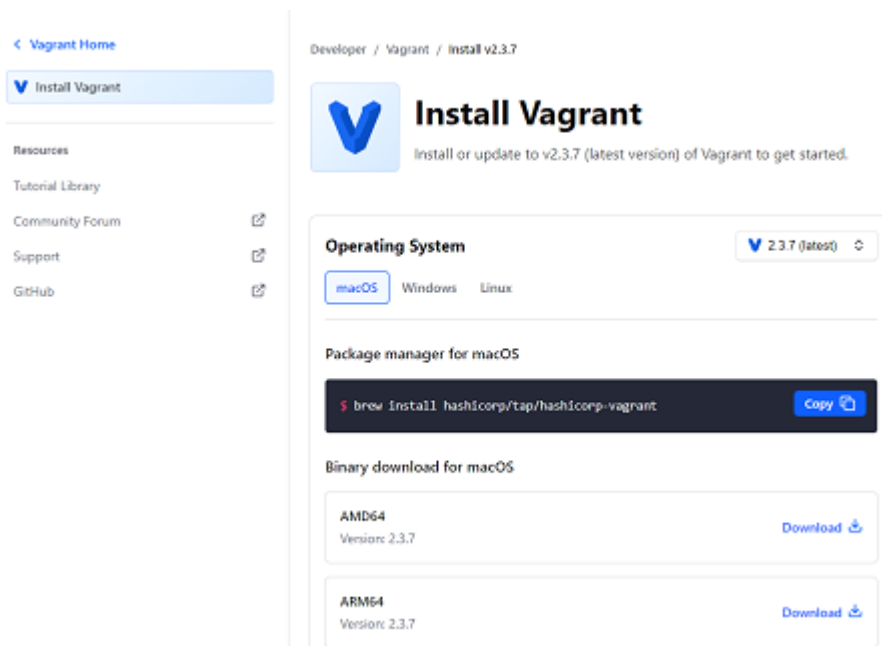 Vagrant Home
Install Vagrant
Resources
Tutorial Library
Community Forum
Support
GitHub
Developer / Vagrant / Install v2.3.7
Install Vagrant
Install or update to v2.3.7 (latest version) of Vagrant to get started.
Operating System
2.3.7 (latest)
macOS Windows Linux
Package manager for macOS
$ brew install hashicorp/tap/hashicorp-vagrant
Copy
Binary download for macOS
AMD64
Version: 2.3.7
Download
ARM64
Version: 2.3.7
Download